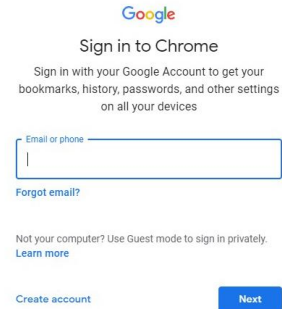 Google
Sign in to Chrome
Sign in with your Google Account to get your
bookmarks, history, passwords, and other settings
on all your devices
Email or phone
Forgot email?
Not your computer? Use Guest mode to sign in privately.
Learn more
Create account
Next